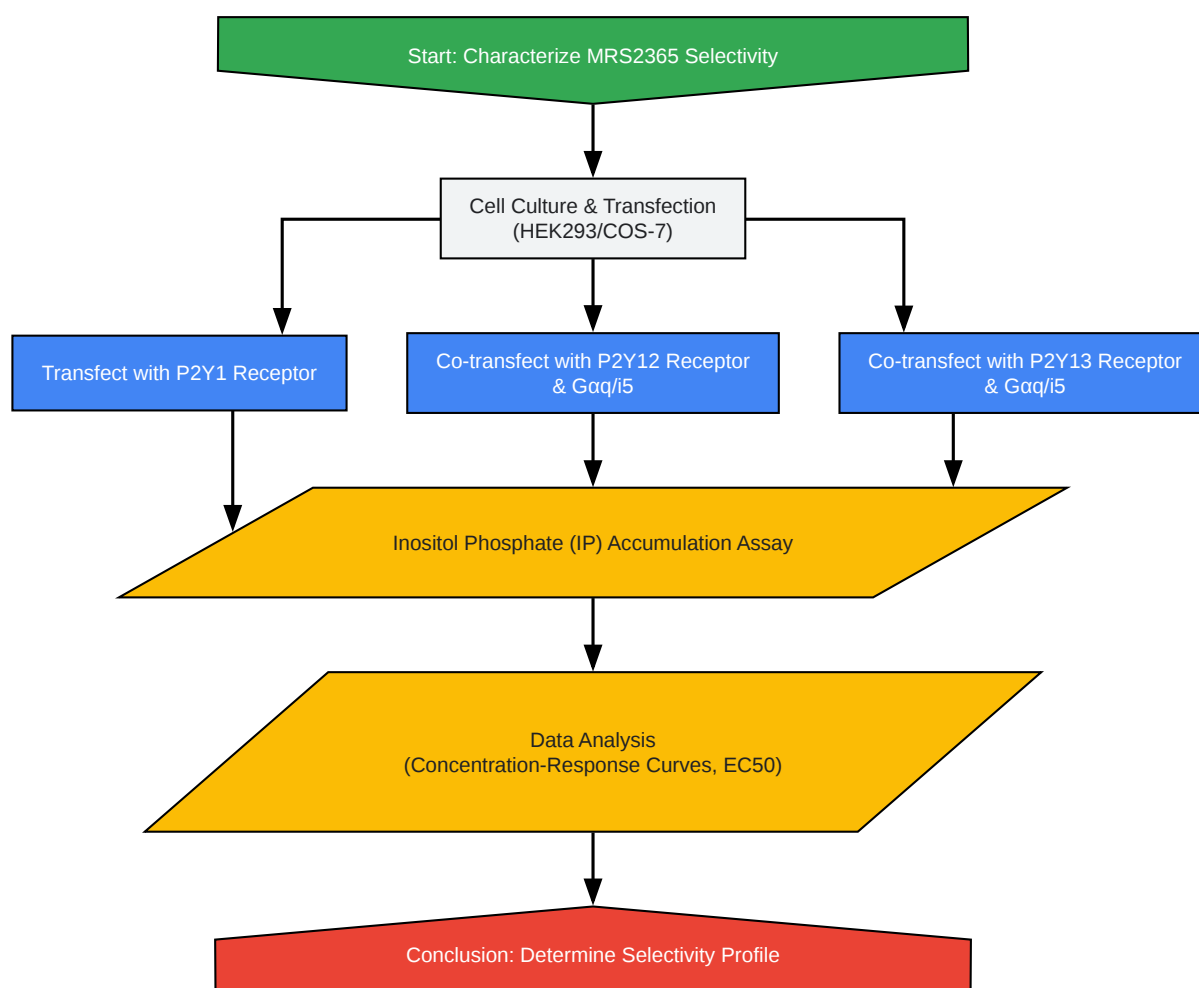 Start: Characterize MRS2365 Selectivity
Cell Culture & Transfection
(HEK293/COS-7)
Transfect with P2Y1 Receptor
Co-transfect with P2Y12 Receptor
& Gαq/i5
Co-transfect with P2Y13 Receptor
& Gαq/i5
Inositol Phosphate (IP) Accumulation Assay
Data Analysis
(Concentration-Response Curves, EC50)
Conclusion: Determine Selectivity Profile